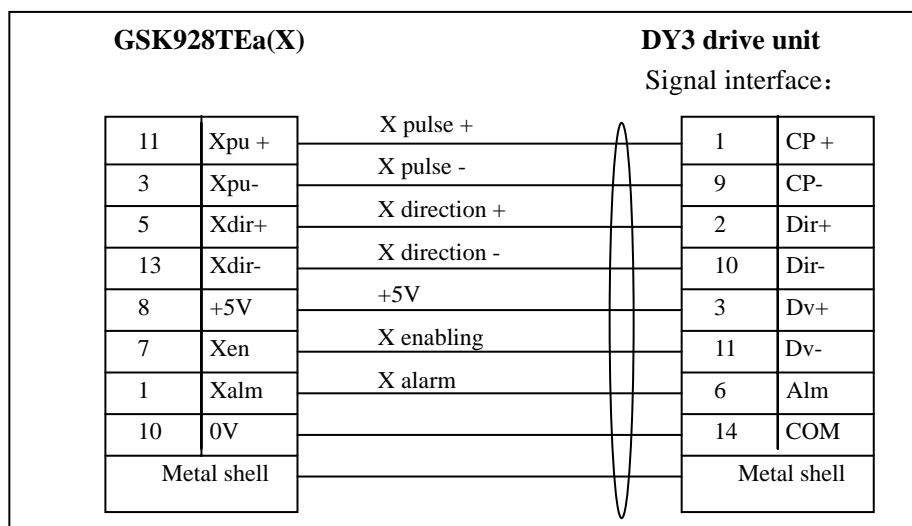 GSK928TEa(X) DY3 drive unit
Signal interface：
11 Xpu + X pulse + 1 CP +
3 Xpu- X pulse - 9 CP-
5 Xdir+ X direction + 2 Dir+
13 Xdir- X direction - 10 Dir-
8 +5V +5V 3 Dv+
7 Xen X enabling 11 Dv-
1 Xalm X alarm 6 Alm
10 0V 14 COM
Metal shell Metal shell